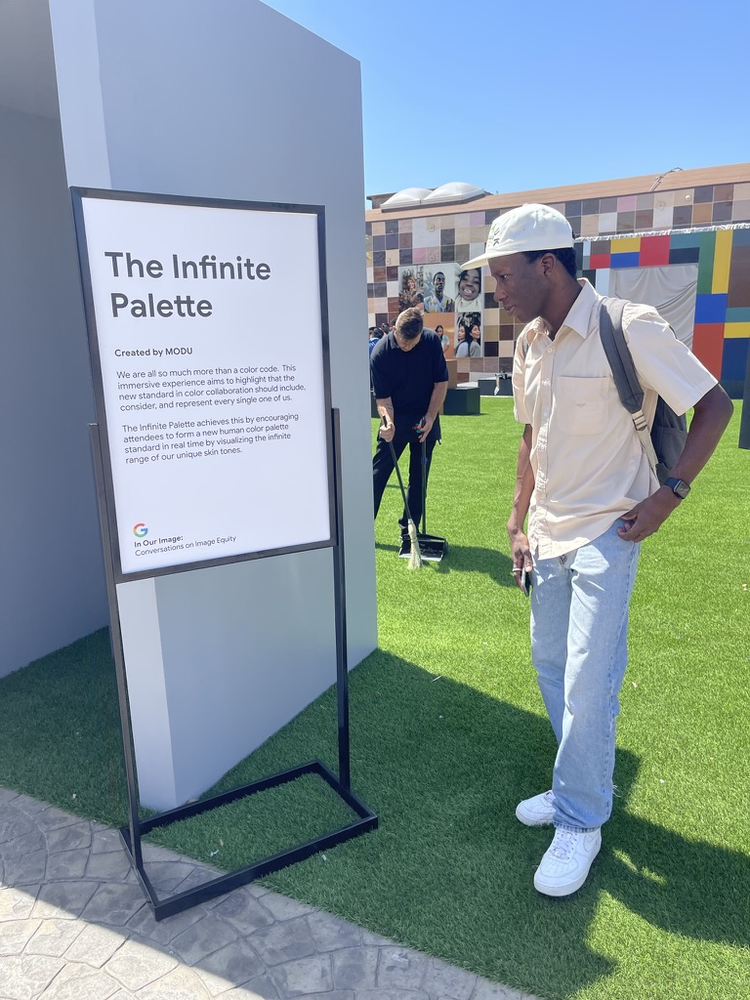 The Infinite
Palette
Created by MODU
We are all so much more than a color code. This
immersive experience aims to highlight that the
new standard in color collaboration should include,
consider, and represent every single one of us.
The Infinite Palette achieves this by encouraging
attendees to form a new human color palette
standard in real time by visualizing the infinite
range of our unique skin tones.
In Our Image:
Conversations on Image Equity